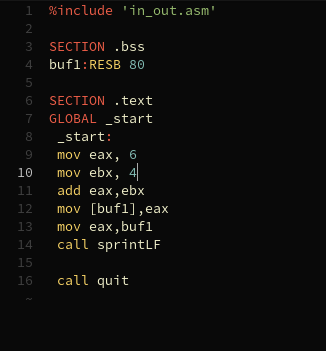 1 %include 'in_out.asm'
2
3 SECTION .bss
4 buf1:RESB 80
5
6 SECTION .text
7 GLOBAL _start
8 _start:
9 mov eax, 6
10 mov ebx, 4
11 add eax,ebx
12 mov [buf1],eax
13 mov eax,buf1
14 call sprintLF
15
16 call quit
~